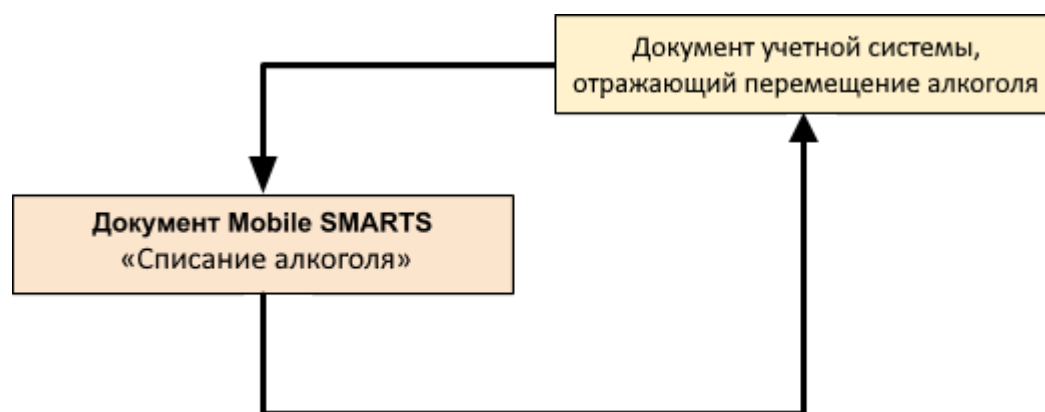 Документ учетной системы,
отражающий перемещение алкоголя
Документ Mobile SMARTS
«Списание алкоголя»